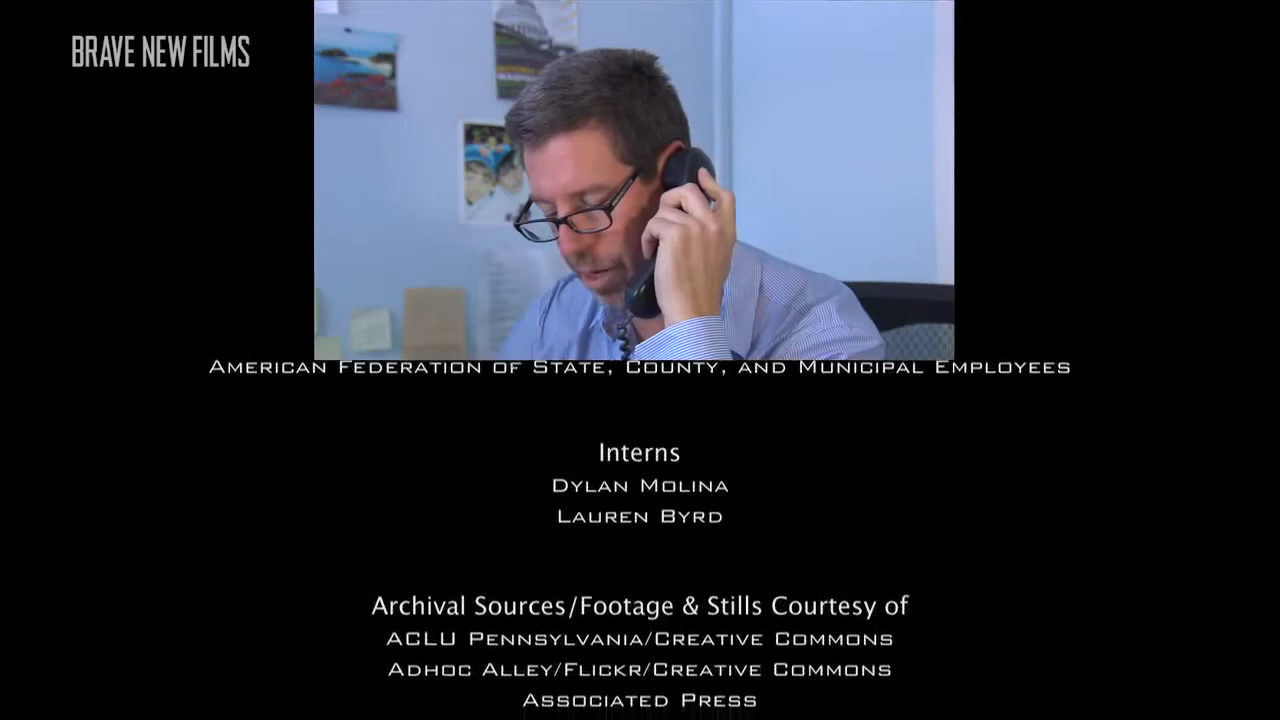 BRAVE NEW FILMS
AMERICAN FEDERATION OF STATE, COUNTY, AND MUNICIPAL EMPLOYEES
Interns
DYLAN MOLINA
LAUREN BYRD
Archival Sources/Footage & Stills Courtesy of
ACLU PENNSYLVANIA/CREATIVE COMMONS
ADHOC ALLEY/FLICKR/CREATIVE COMMONS
ASSOCIATED PRESS